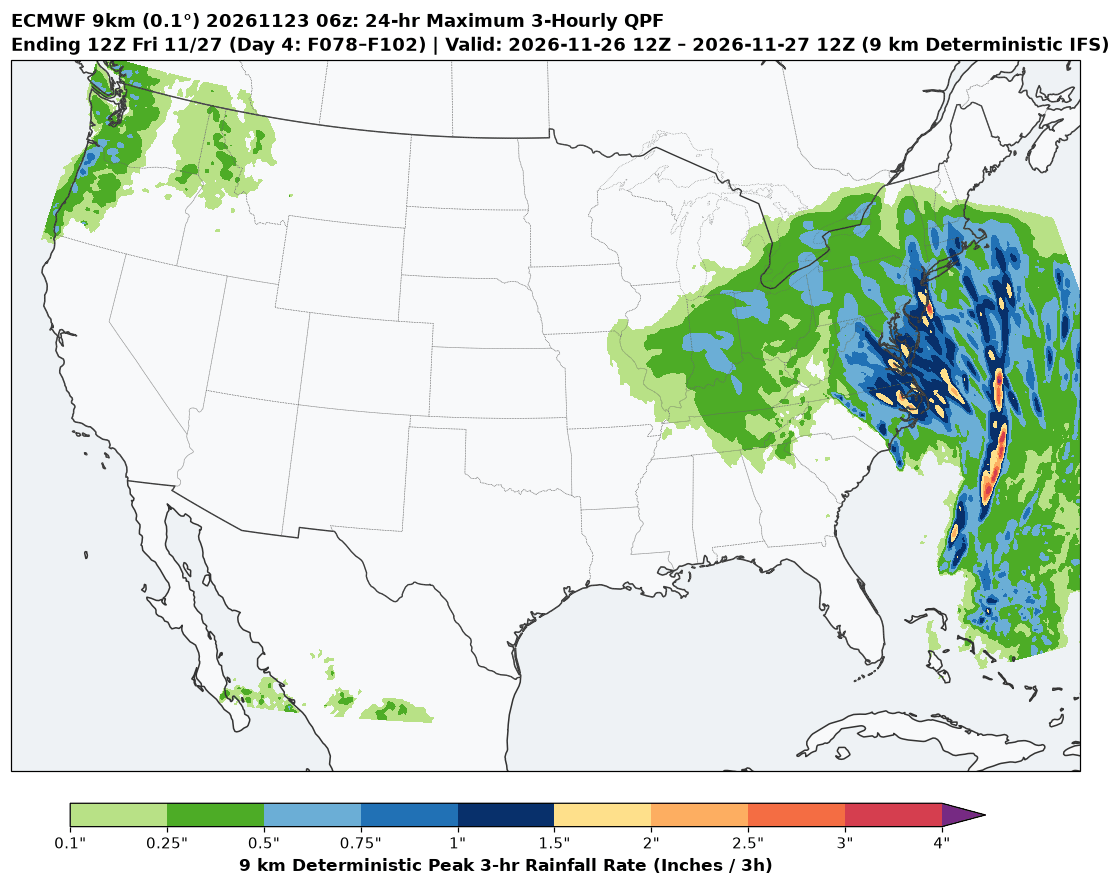 ECMWF 9km (0.1°) 20261123 06z: 24-hr Maximum 3-Hourly QPF
Ending 12Z Fri 11/27 (Day 4: F078–F102) | Valid: 2026-11-26 12Z – 2026-11-27 12Z (9 km Deterministic IFS)
0.1" 0.25" 0.5" 0.75" 1" 1.5" 2" 2.5" 3" 4"
9 km Deterministic Peak 3-hr Rainfall Rate (Inches / 3h)